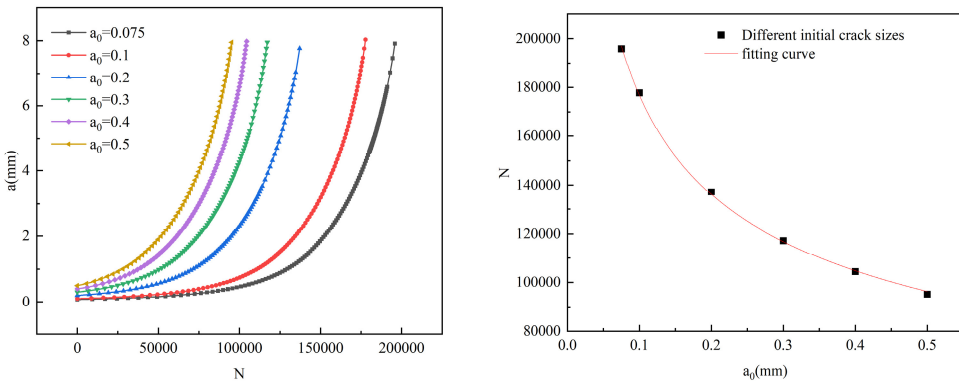 a₀=0.075
a₀=0.1
a₀=0.2
a₀=0.3
a₀=0.4
a₀=0.5
8
6
4
2
0
a(mm)
0 50000 100000 150000 200000
N
Different initial crack sizes
fitting curve
200000
180000
160000
140000
120000
100000
80000
N
0.0 0.1 0.2 0.3 0.4 0.5
a₀(mm)